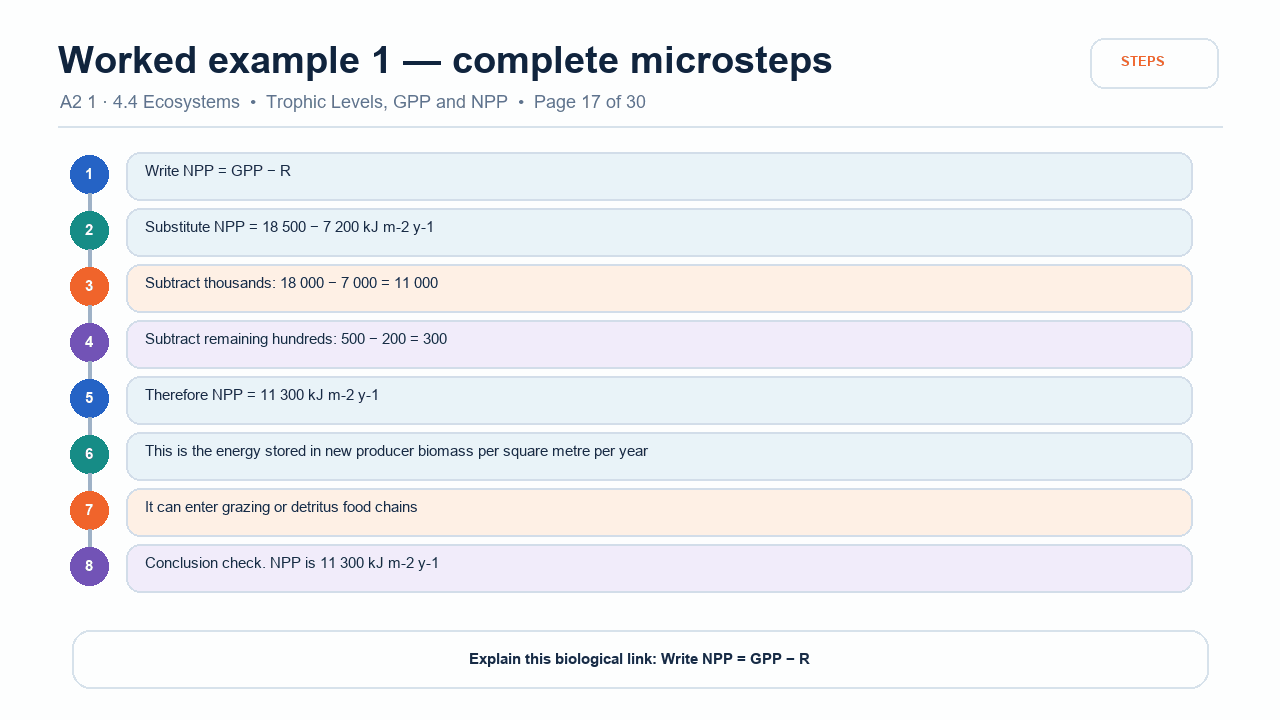 Worked example 1 — complete microsteps
STEPS
A2 1 · 4.4 Ecosystems • Trophic Levels, GPP and NPP • Page 17 of 30
1 Write NPP = GPP − R
2 Substitute NPP = 18 500 − 7 200 kJ m-2 y-1
3 Subtract thousands: 18 000 − 7 000 = 11 000
4 Subtract remaining hundreds: 500 − 200 = 300
5 Therefore NPP = 11 300 kJ m-2 y-1
6 This is the energy stored in new producer biomass per square metre per year
7 It can enter grazing or detritus food chains
8 Conclusion check. NPP is 11 300 kJ m-2 y-1
Explain this biological link: Write NPP = GPP − R